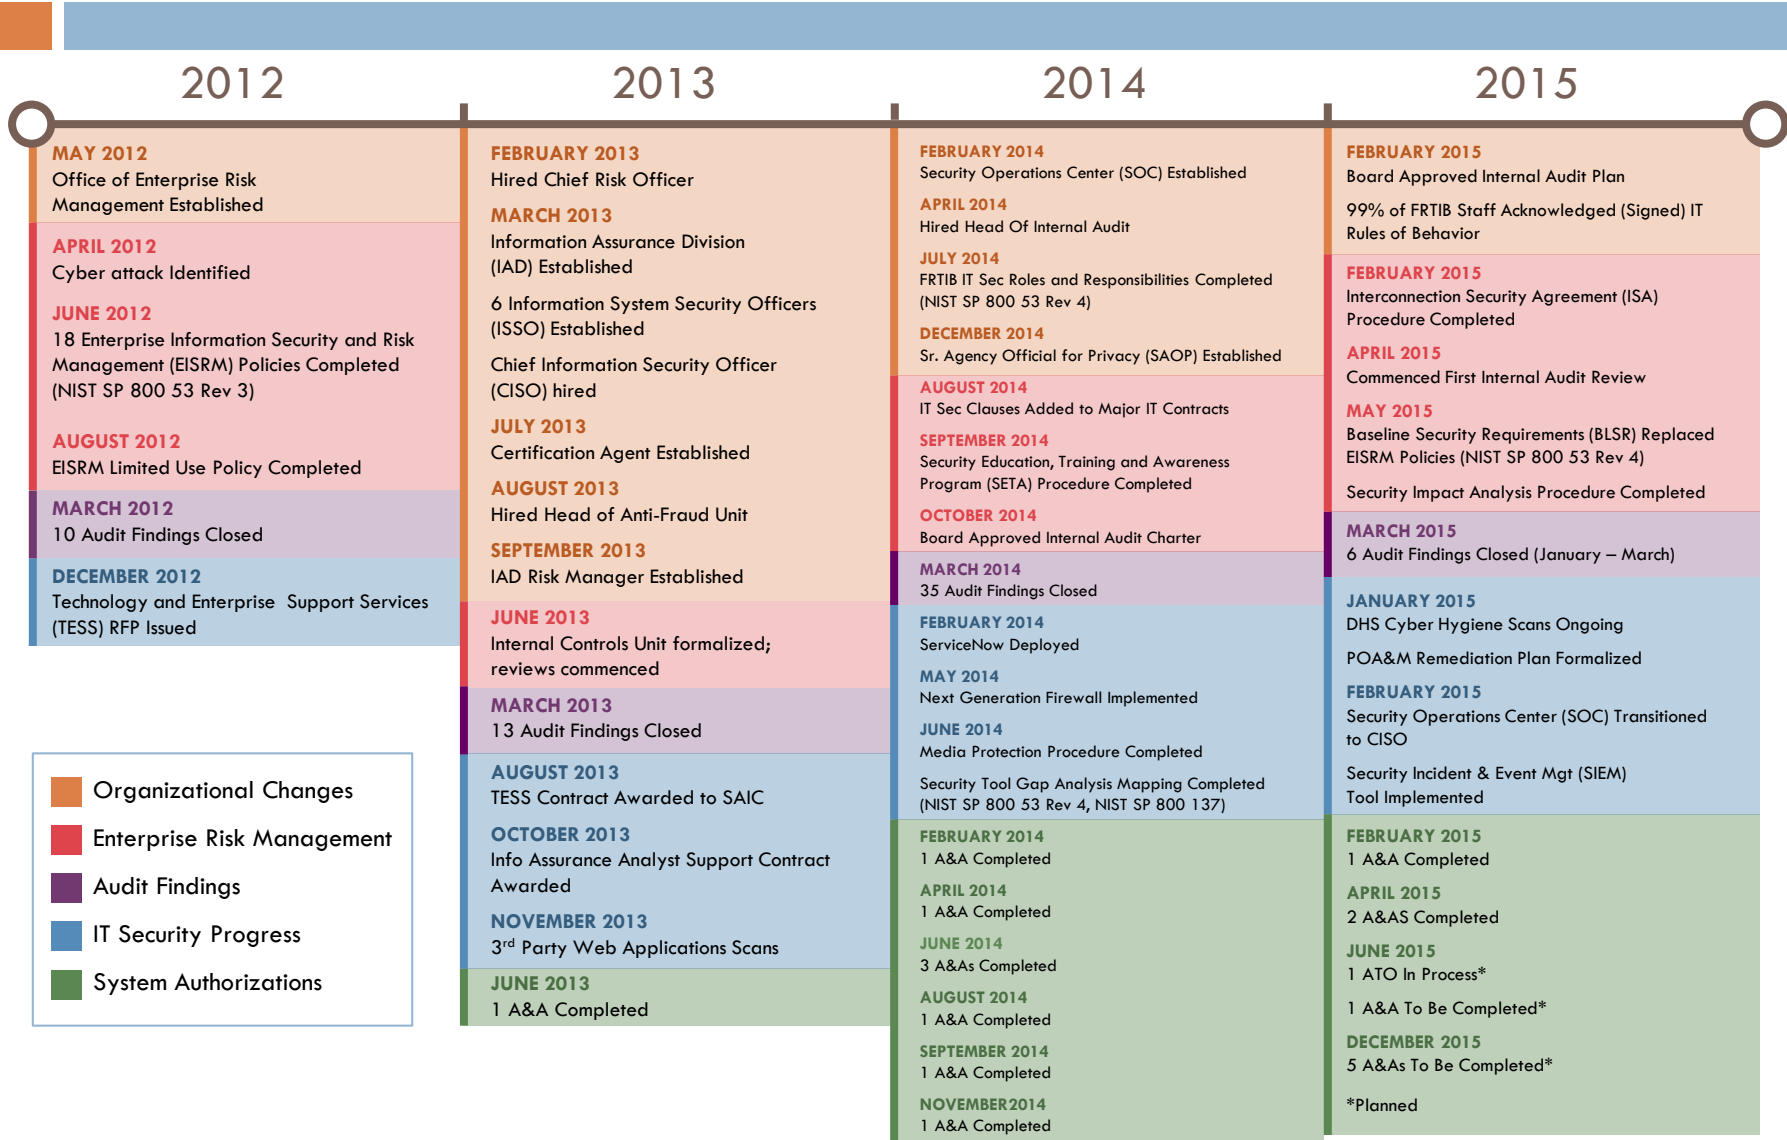 2012
2013
2014
2015
MAY 2012
Office of Enterprise Risk
Management Established
APRIL 2012
Cyber attack Identified
JUNE 2012
18 Enterprise Information Security and Risk
Management (EISRM) Policies Completed
(NIST SP 800 53 Rev 3)
AUGUST 2012
EISRM Limited Use Policy Completed
MARCH 2012
10 Audit Findings Closed
DECEMBER 2012
Technology and Enterprise Support Services
(TESS) RFP Issued
FEBRUARY 2013
Hired Chief Risk Officer
MARCH 2013
Information Assurance Division
(IAD) Established
6 Information System Security Officers
(ISSO) Established
Chief Information Security Officer
(CISO) hired
JULY 2013
Certification Agent Established
AUGUST 2013
Hired Head of Anti-Fraud Unit
SEPTEMBER 2013
IAD Risk Manager Established
JUNE 2013
Internal Controls Unit formalized;
reviews commenced
MARCH 2013
13 Audit Findings Closed
AUGUST 2013
TESS Contract Awarded to SAIC
OCTOBER 2013
Info Assurance Analyst Support Contract
Awarded
NOVEMBER 2013
3rd Party Web Applications Scans
JUNE 2013
1 A&A Completed
FEBRUARY 2014
Security Operations Center (SOC) Established
APRIL 2014
Hired Head Of Internal Audit
JULY 2014
FRTIB IT Sec Roles and Responsibilities Completed
(NIST SP 800 53 Rev 4)
DECEMBER 2014
Sr. Agency Official for Privacy (SAOP) Established
AUGUST 2014
IT Sec Clauses Added to Major IT Contracts
SEPTEMBER 2014
Security Education, Training and Awareness
Program (SETA) Procedure Completed
OCTOBER 2014
Board Approved Internal Audit Charter
MARCH 2014
35 Audit Findings Closed
FEBRUARY 2014
ServiceNow Deployed
MAY 2014
Next Generation Firewall Implemented
JUNE 2014
Media Protection Procedure Completed
Security Tool Gap Analysis Mapping Completed
(NIST SP 800 53 Rev 4, NIST SP 800 137)
FEBRUARY 2014
1 A&A Completed
APRIL 2014
1 A&A Completed
JUNE 2014
3 A&As Completed
AUGUST 2014
1 A&A Completed
SEPTEMBER 2014
1 A&A Completed
NOVEMBER2014
1 A&A Completed
FEBRUARY 2015
Board Approved Internal Audit Plan
99% of FRTIB Staff Acknowledged (Signed) IT
Rules of Behavior
FEBRUARY 2015
Interconnection Security Agreement (ISA)
Procedure Completed
APRIL 2015
Commenced First Internal Audit Review
MAY 2015
Baseline Security Requirements (BLSR) Replaced
EISRM Policies (NIST SP 800 53 Rev 4)
Security Impact Analysis Procedure Completed
MARCH 2015
6 Audit Findings Closed (January – March)
JANUARY 2015
DHS Cyber Hygiene Scans Ongoing
POA&M Remediation Plan Formalized
FEBRUARY 2015
Security Operations Center (SOC) Transitioned
to CISO
Security Incident & Event Mgt (SIEM)
Tool Implemented
FEBRUARY 2015
1 A&A Completed
APRIL 2015
2 A&AS Completed
JUNE 2015
1 ATO In Process*
1 A&A To Be Completed*
DECEMBER 2015
5 A&As To Be Completed*
*Planned
Organizational Changes
Enterprise Risk Management
Audit Findings
IT Security Progress
System Authorizations